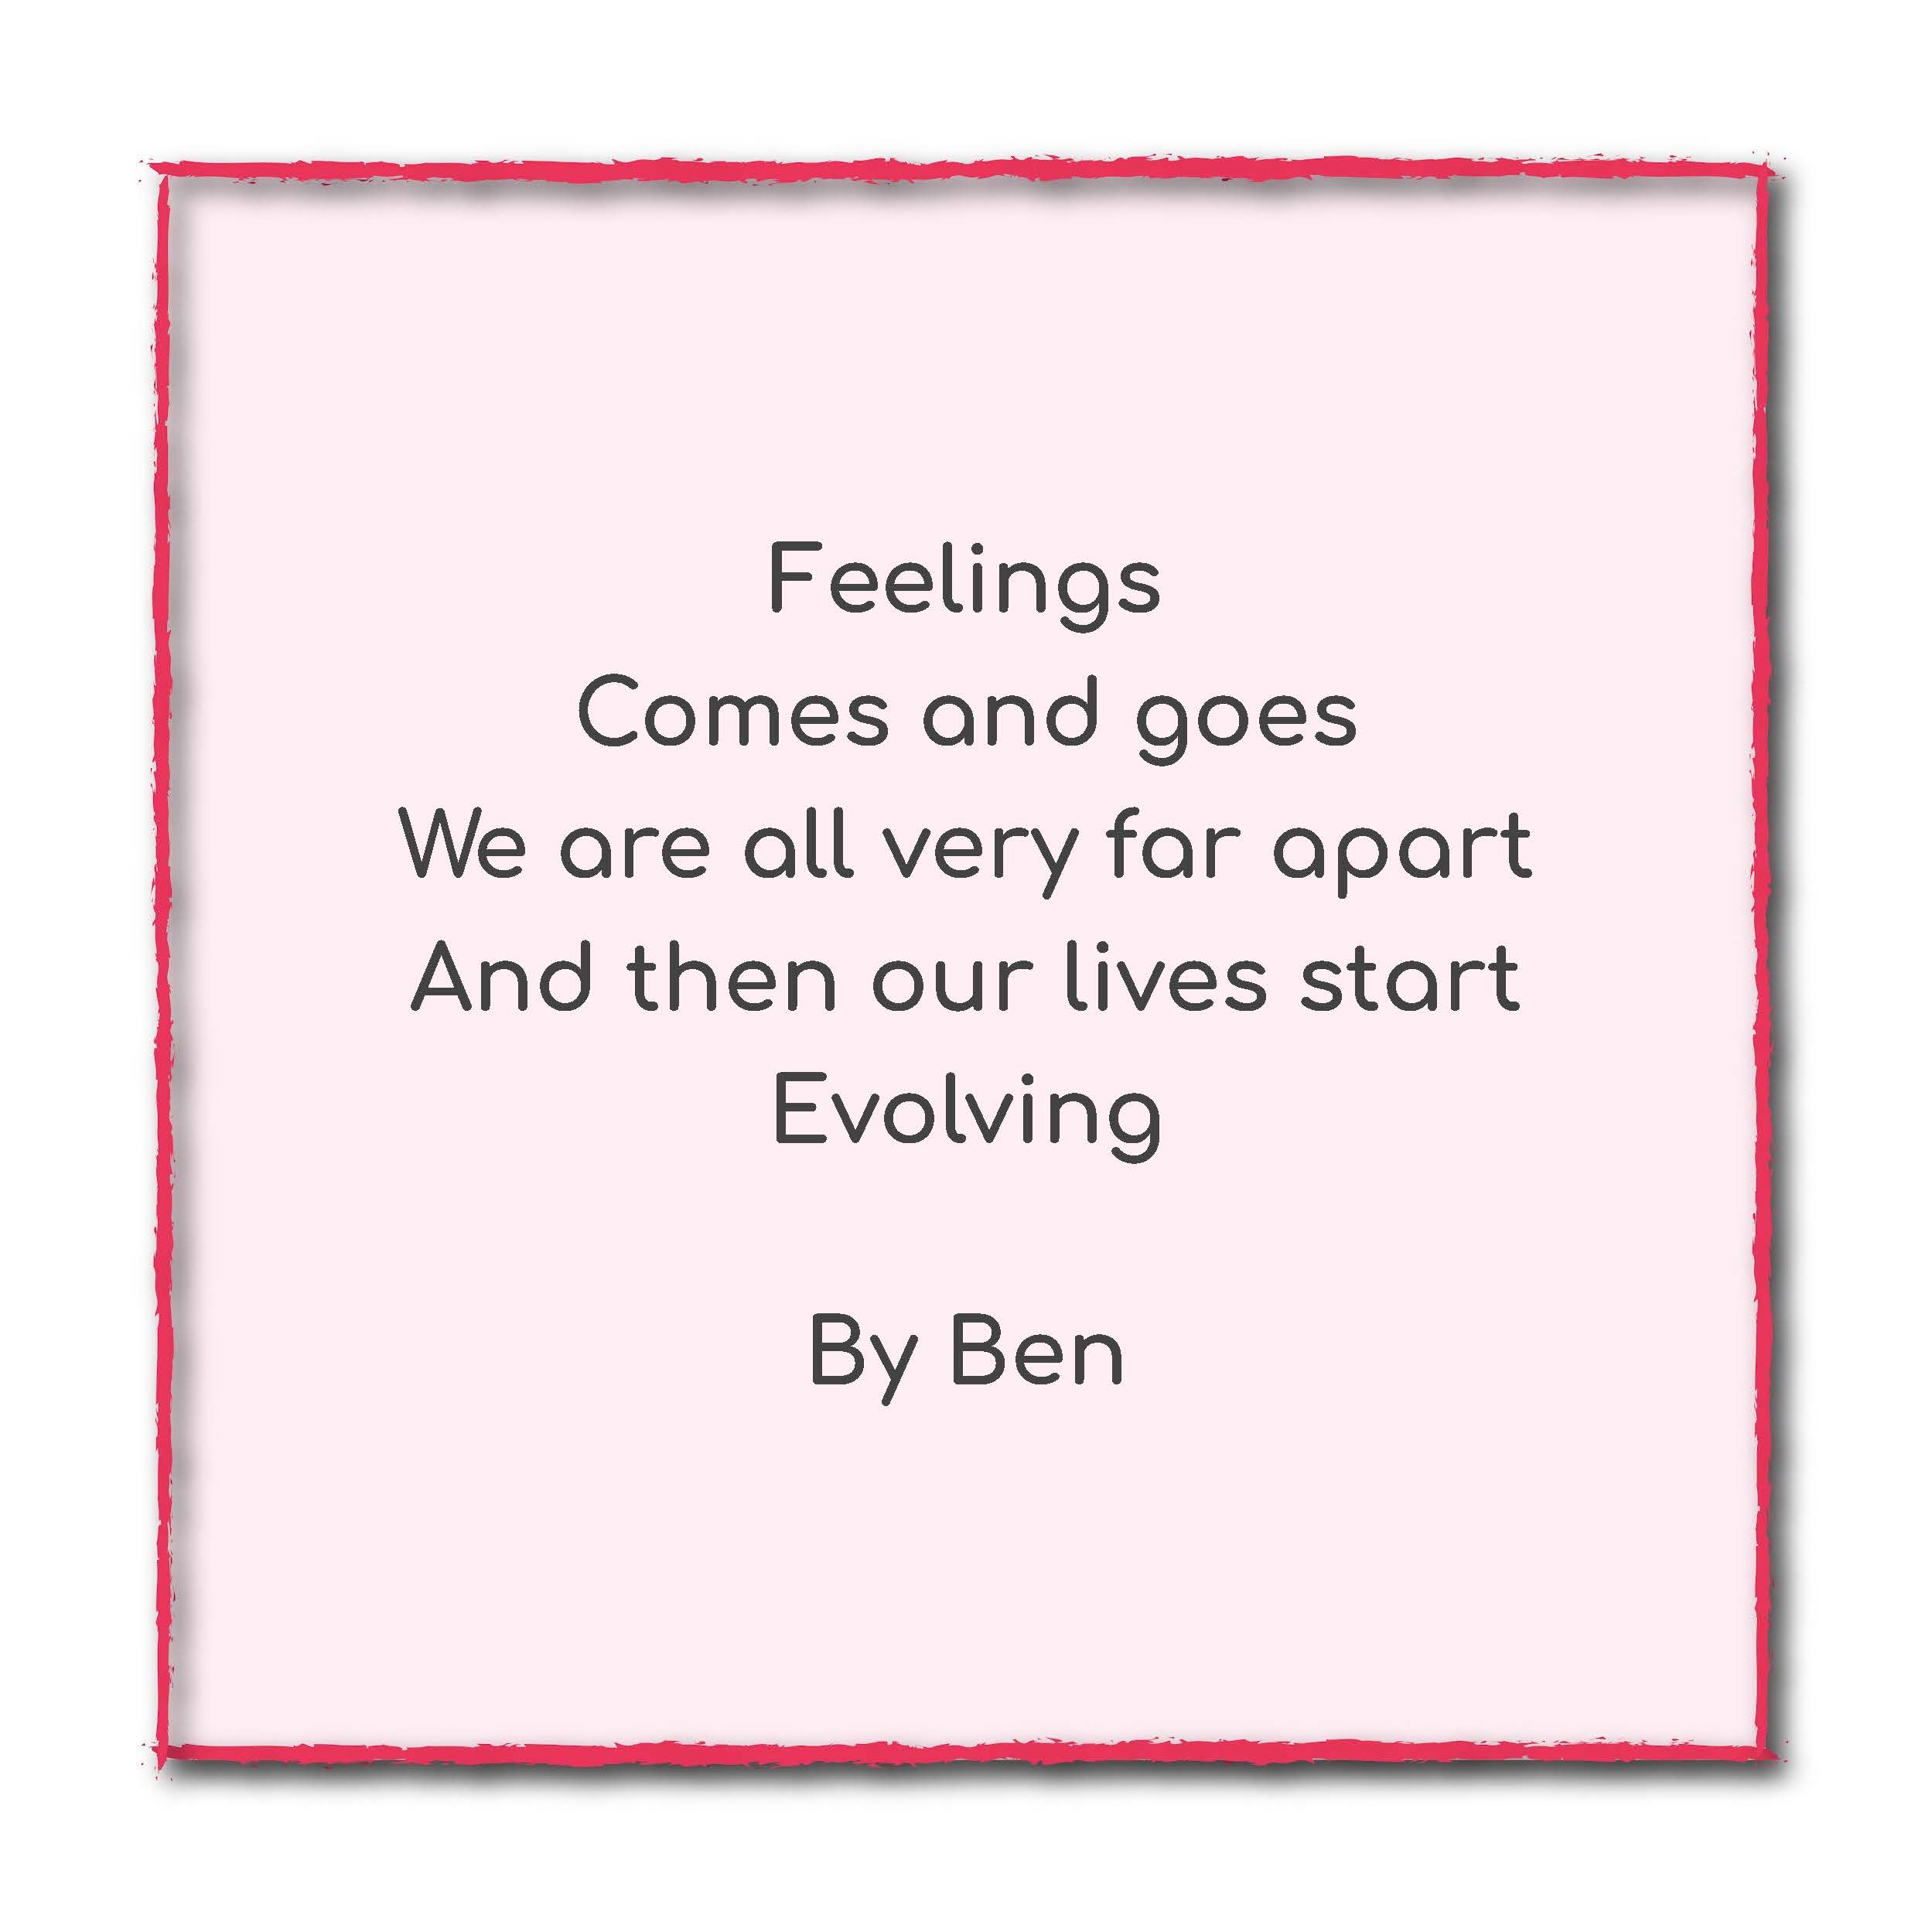 Feelings
Comes and goes
We are all very far apart
And then our lives start
Evolving
By Ben